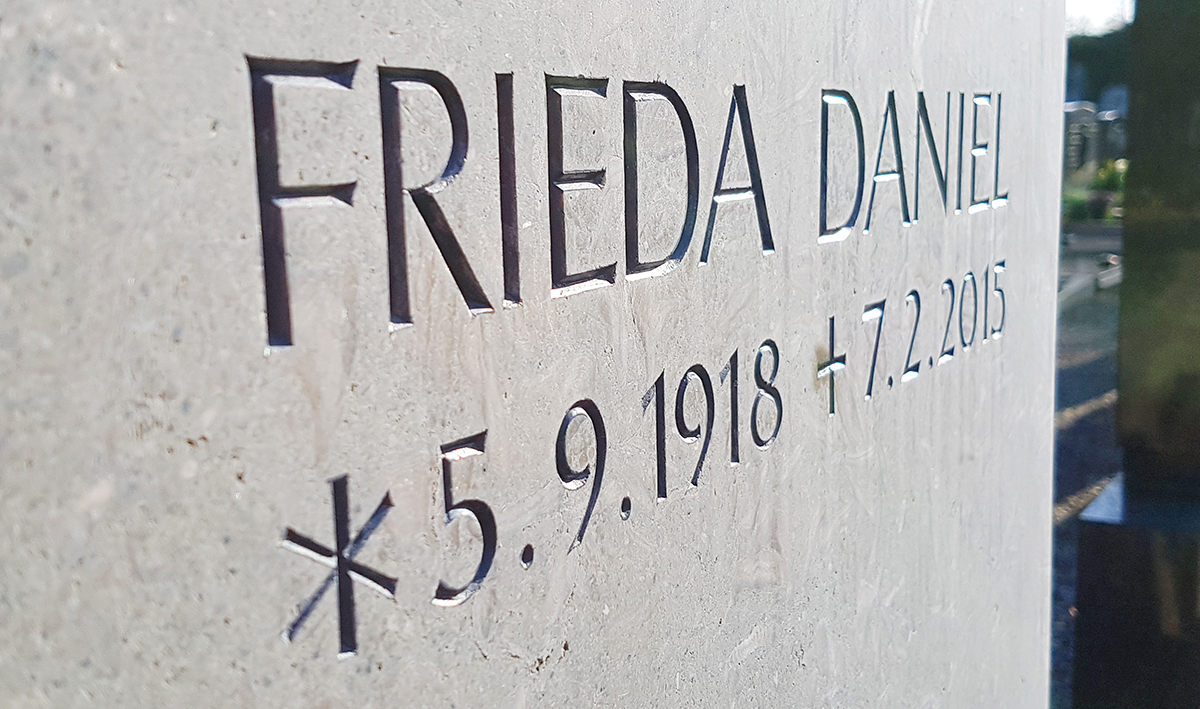 FRIEDA DANIEL
* 5.9.1918 † 7.2.2015